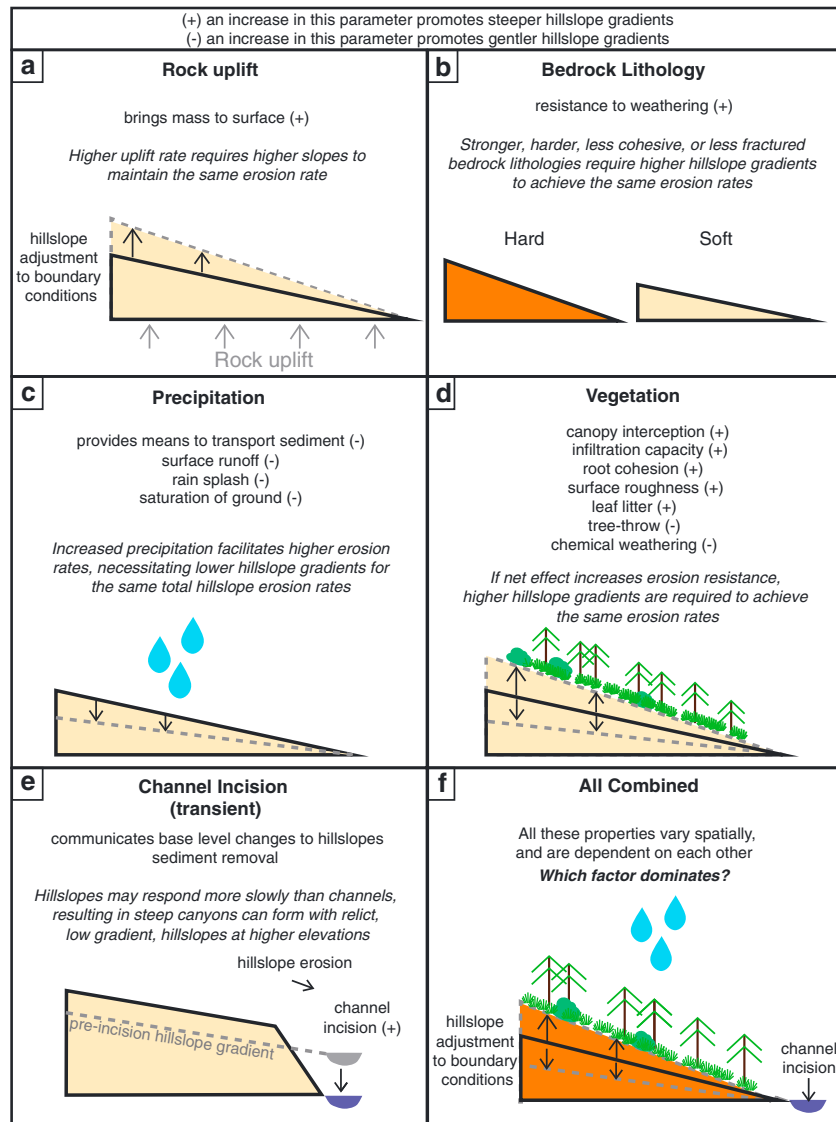 (+) an increase in this parameter promotes steeper hillslope gradients
(-) an increase in this parameter promotes gentler hillslope gradients
a
Rock uplift
brings mass to surface (+)
Higher uplift rate requires higher slopes to
maintain the same erosion rate
hillslope
adjustment
to boundary
conditions
Rock uplift
b
Bedrock Lithology
resistance to weathering (+)
Stronger, harder, less cohesive, or less fractured
bedrock lithologies require higher hillslope gradients
to achieve the same erosion rates
Hard
Soft
c
Precipitation
provides means to transport sediment (-)
surface runoff (-)
rain splash (-)
saturation of ground (-)
Increased precipitation facilitates higher erosion
rates, necessitating lower hillslope gradients for
the same total hillslope erosion rates
d
Vegetation
canopy interception (+)
infiltration capacity (+)
root cohesion (+)
surface roughness (+)
leaf litter (+)
tree-throw (-)
chemical weathering (-)
If net effect increases erosion resistance,
higher hillslope gradients are required to achieve
the same erosion rates
e
Channel Incision
(transient)
communicates base level changes to hillslopes
sediment removal
Hillslopes may respond more slowly than channels,
resulting in steep canyons can form with relict,
low gradient, hillslopes at higher elevations
hillslope erosion
channel
incision (+)
pre-incision hillslope gradient
f
All Combined
All these properties vary spatially,
and are dependent on each other
Which factor dominates?
hillslope
adjustment
to boundary
conditions
channel
incision